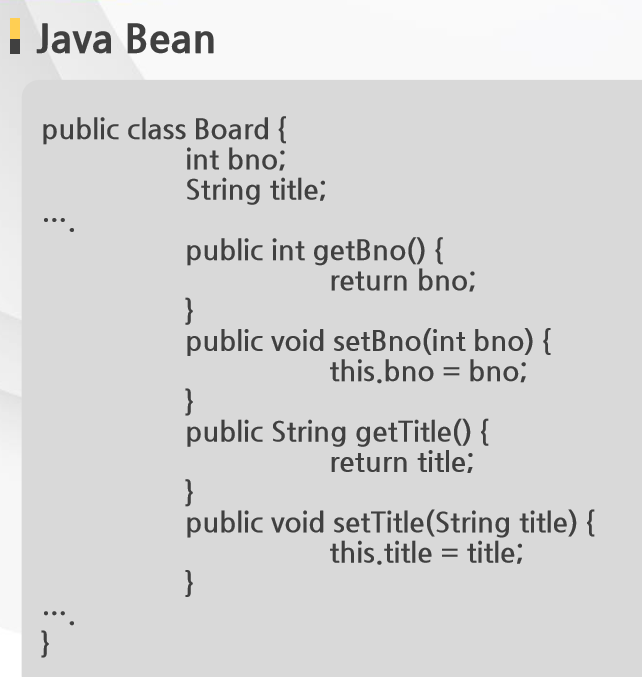 Java Bean
public class Board {
int bno;
String title;
….
public int getBno() {
return bno;
}
public void setBno(int bno) {
this.bno = bno;
}
public String getTitle() {
return title;
}
public void setTitle(String title) {
this.title = title;
}
….
}